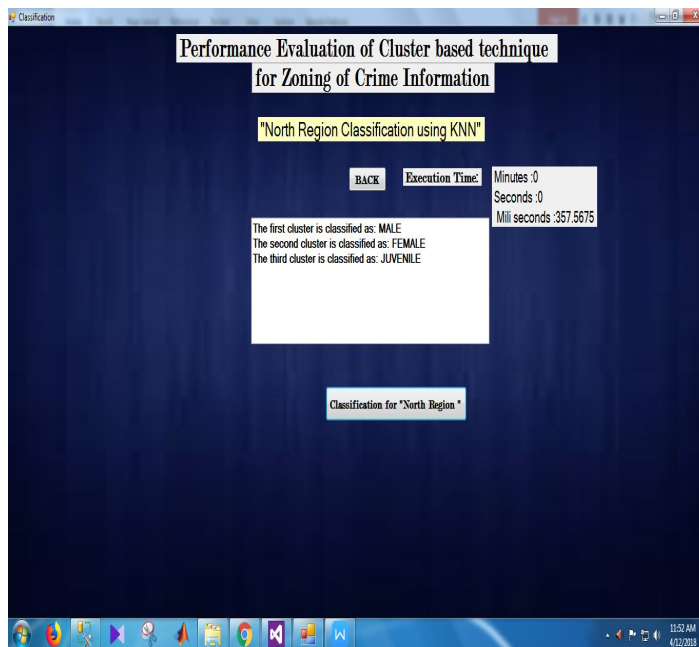 Classification
Performance Evaluation of Cluster based technique
for Zoning of Crime Information
"North Region Classification using KNN"
BACK
Execution Time:
Minutes :0
Seconds :0
Mili seconds :357.5675
The first cluster is classified as: MALE
The second cluster is classified as: FEMALE
The third cluster is classified as: JUVENILE
Classification for "North Region "
11:52 AM
4/12/2018